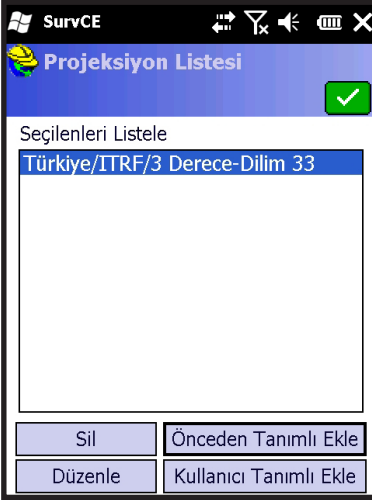 SurvCE
Projeksiyon Listesi
Seçilenleri Listele
Türkiye/ITRF/3 Derece-Dilim 33
Sil
Önceden Tanımlı Ekle
Düzenle
Kullanıcı Tanımlı Ekle